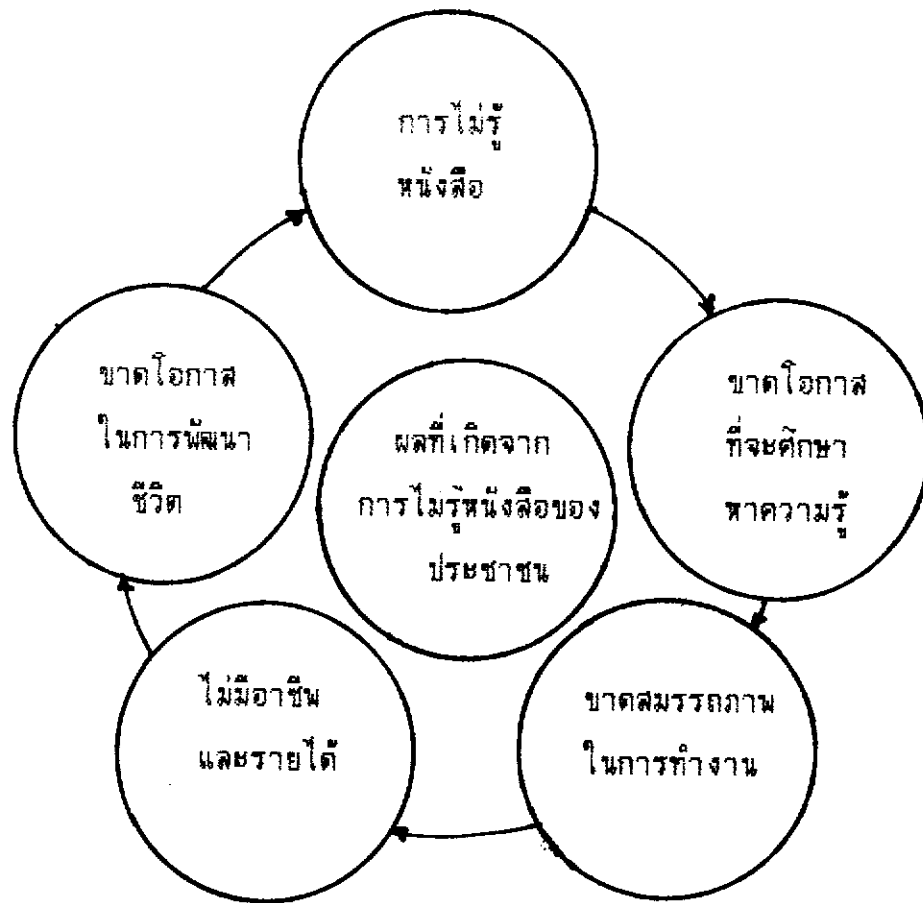 การไม่รู้
หนังสือ
ขาดโอกาส
ที่จะศึกษา
หาความรู้
ขาดสมรรถภาพ
ในการทำงาน
ไม่มีอาชีพ
และรายได้
ขาดโอกาส
ในการพัฒนา
ชีวิต
ผลที่เกิดจาก
การไม่รู้หนังสือของ
ประชาชน